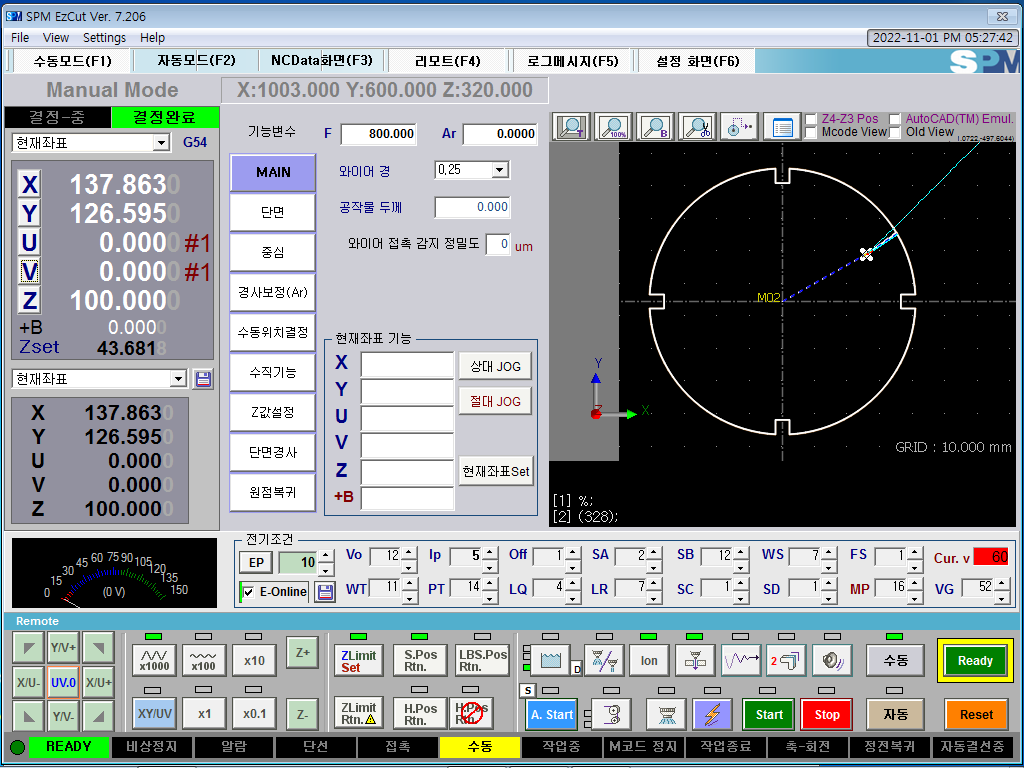 SPM EzCut Ver. 7.206
File View Settings Help
2022-11-01 PM 05:27:42
수동모드(F1) 자동모드(F2) NCData화면(F3) 리모트(F4) 로그메시지(F5) 설정 화면(F6) SPM
Manual Mode X:1003.000 Y:600.000 Z:320.000
결정-중 결정완료
현재좌표 G54
X 137.8630
Y 126.5950
U 0.0000 #1
V 0.0000 #1
Z 100.0000
+B 0.0000
Zset 43.6818
현재좌표
X 137.8630
Y 126.5950
U 0.0000
V 0.0000
Z 100.0000
기능변수 F 800.000 Ar 0.0000
MAIN
단면
중심
경사보정(Ar)
수동위치결정
수직기능
Z값설정
단면경사
원점복귀
와이어 경 0,25
공작물 두께 0.000
와이어 접촉 감지 정밀도 0 um
현재좌표 기능
X 상대 JOG
Y 절대 JOG
U
V
Z 현재좌표Set
+B
T 100% B
Z4-Z3 Pos AutoCAD(TM) Emul.
Mcode View Old View
(.0722,-497.6044)
M02
Y
Z X
GRID : 10.000 mm
[1] %;
[2] (328);
0 15 30 45 60 75 90 105 120 135 150
(0 V)
전기조건
EP 10 Vo 12 Ip 5 Off 1 SA 2 SB 12 WS 7 FS 1 Cur. v 60
E-Online WT 11 PT 14 LQ 4 LR 7 SC 1 SD 1 MP 16 VG 52
Remote
Y/V+ x1000 x100 x10 Z+ ZLimit Set S.Pos Rtn. LBS.Pos Rtn. D Ion 2 수동 Ready
X/U- UV.0 X/U+
Y/V- XY/UV x1 x0.1 Z- ZLimit Rtn. H.Pos Rtn. H.Pos Rtn. S A. Start Start Stop 자동 Reset
READY 비상정지 알람 단선 접촉 수동 작업중 M코드 정지 작업종료 축-회전 정전복귀 자동결선중